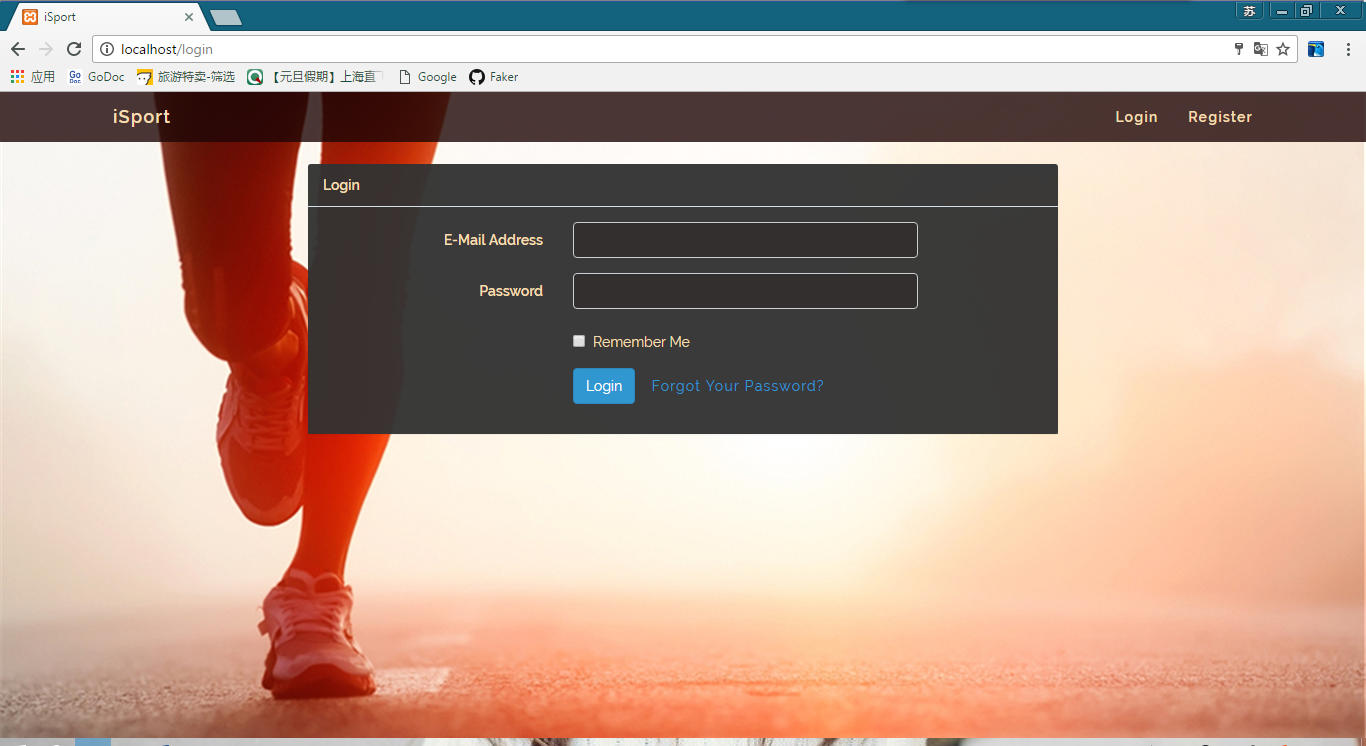 iSport
苏
localhost/login
应用 GoDoc 旅游特卖-筛选 【元旦假期】上海直 Google Faker
iSport Login Register
Login
E-Mail Address
Password
Remember Me
Login Forgot Your Password?